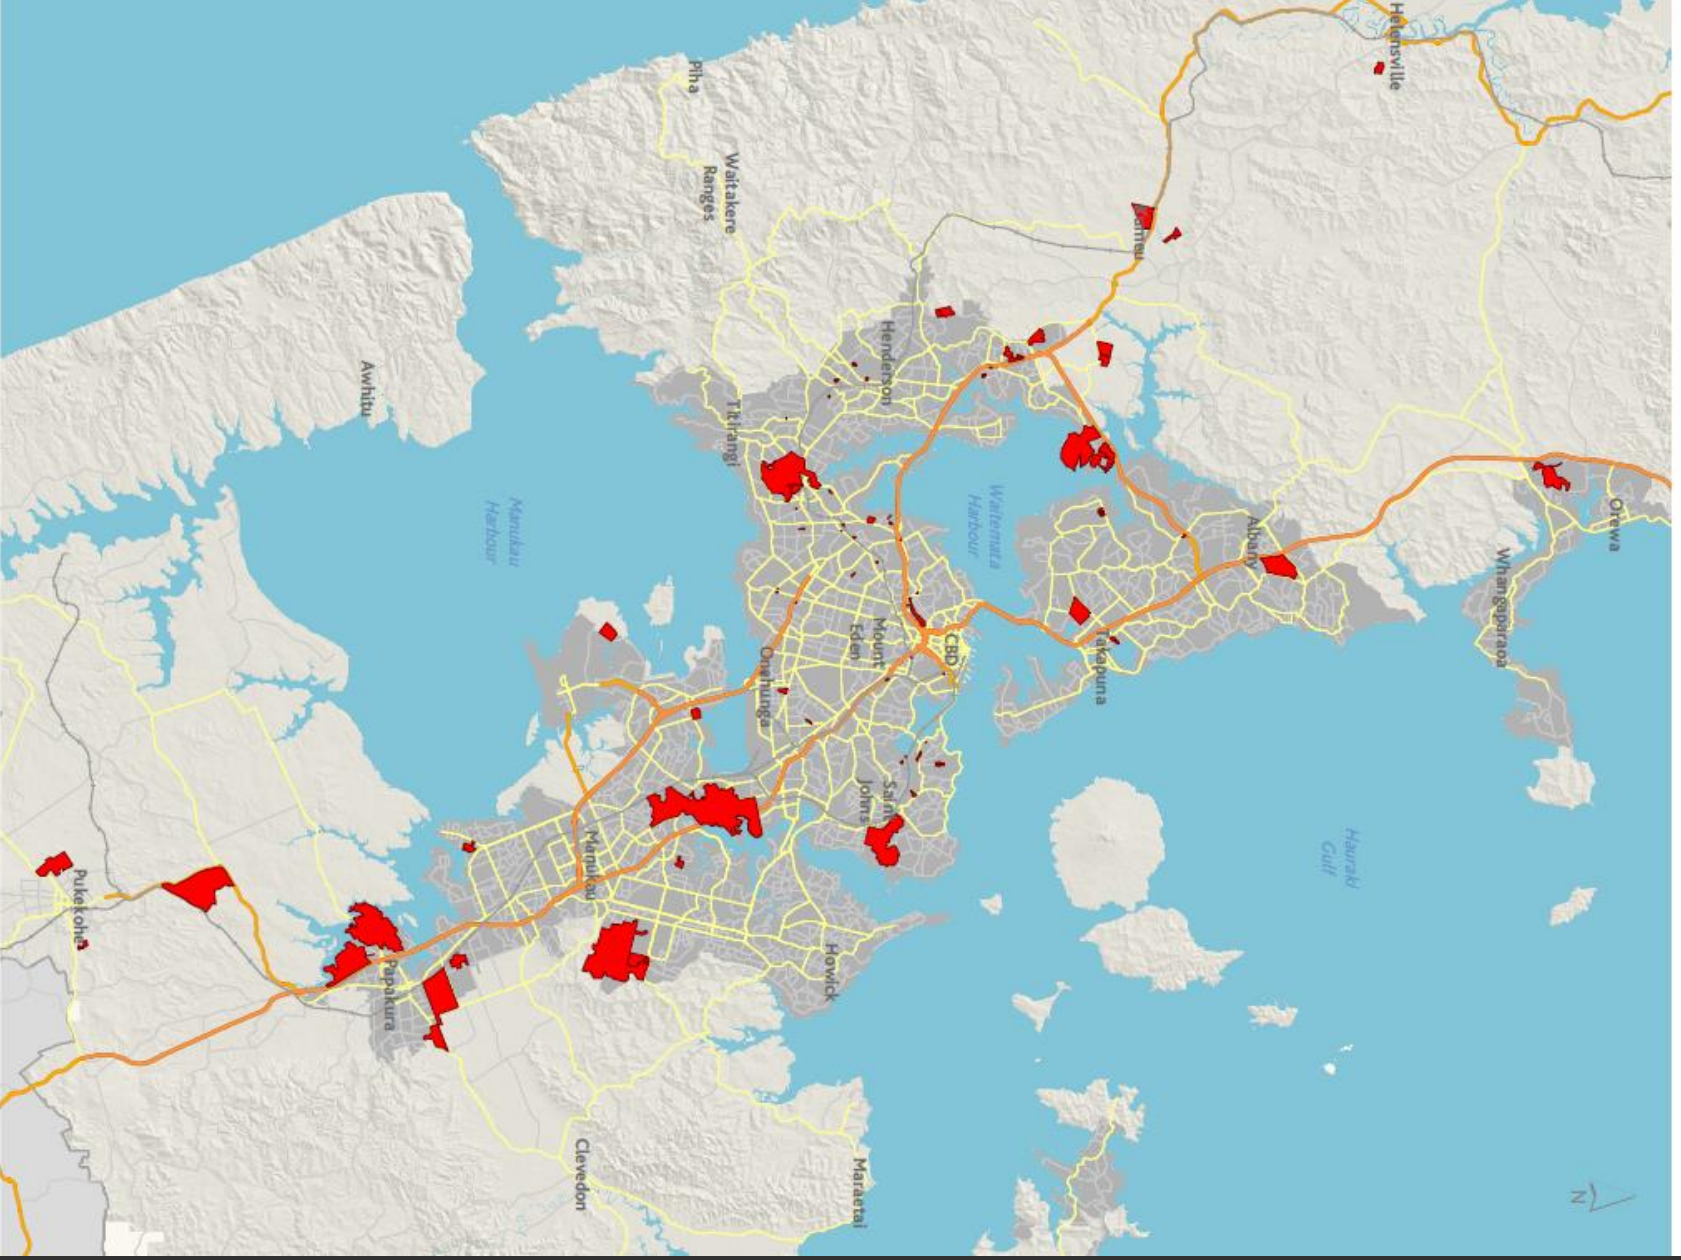 Helensville
Piha
Waitakere
Ranges
Kumeu
Henderson
Awhitu
Titirangi
Manukau
Harbour
Waitemata
Harbour
Albany
Orewa
Whangaparaoa
Mount
Eden
CBD
Takapuna
Onehunga
Saint
Johns
Hauraki
Gulf
Manukau
Pukekohe
Papakura
Howick
Clevedon
Maraetai
N